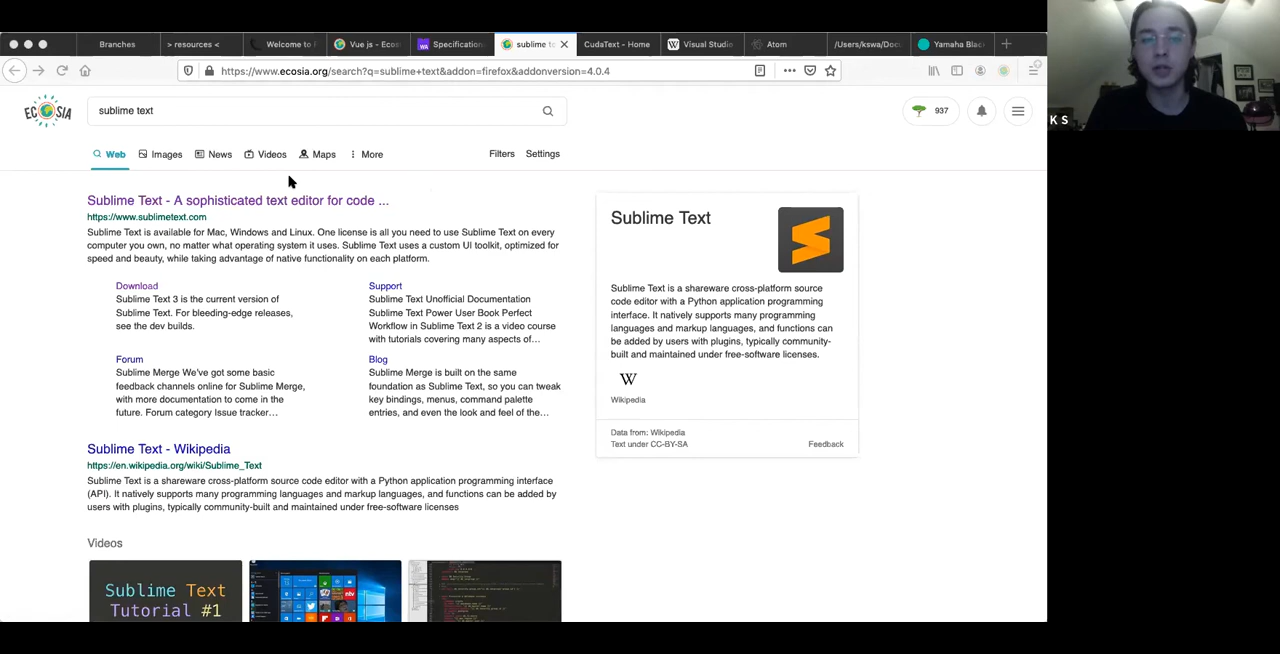 Branches
> resources <
Welcome to
Vue js - Ecos
Specification
sublime te
CudaText - Home
Visual Studio
Atom
/Users/kswa/Docu
Yamaha Blac
https://www.ecosia.org/search?q=sublime+text&addon=firefox&addonversion=4.0.4
ECOSIA
sublime text
937
K S
Web
Images
News
Videos
Maps
More
Filters
Settings
Sublime Text - A sophisticated text editor for code ...
https://www.sublimetext.com
Sublime Text is available for Mac, Windows and Linux. One license is all you need to use Sublime Text on every
computer you own, no matter what operating system it uses. Sublime Text uses a custom UI toolkit, optimized for
speed and beauty, while taking advantage of native functionality on each platform.
Download
Sublime Text 3 is the current version of
Sublime Text. For bleeding-edge releases,
see the dev builds.
Support
Sublime Text Unofficial Documentation
Sublime Text Power User Book Perfect
Workflow in Sublime Text 2 is a video course
with tutorials covering many aspects of...
Forum
Sublime Merge We've got some basic
feedback channels online for Sublime Merge,
with more documentation to come in the
future. Forum category Issue tracker...
Blog
Sublime Merge is built on the same
foundation as Sublime Text, so you can tweak
key bindings, menus, command palette
entries, and even the look and feel of the...
Sublime Text - Wikipedia
https://en.wikipedia.org/wiki/Sublime_Text
Sublime Text is a shareware cross-platform source code editor with a Python application programming interface
(API). It natively supports many programming languages and markup languages, and functions can be added by
users with plugins, typically community-built and maintained under free-software licenses
Videos
Sublime Text
Tutorial #1
Sublime Text
Sublime Text is a shareware cross-platform source
code editor with a Python application programming
interface. It natively supports many programming
languages and markup languages, and functions can
be added by users with plugins, typically community-
built and maintained under free-software licenses.
W
Wikipedia
Data from: Wikipedia
Text under CC-BY-SA
Feedback